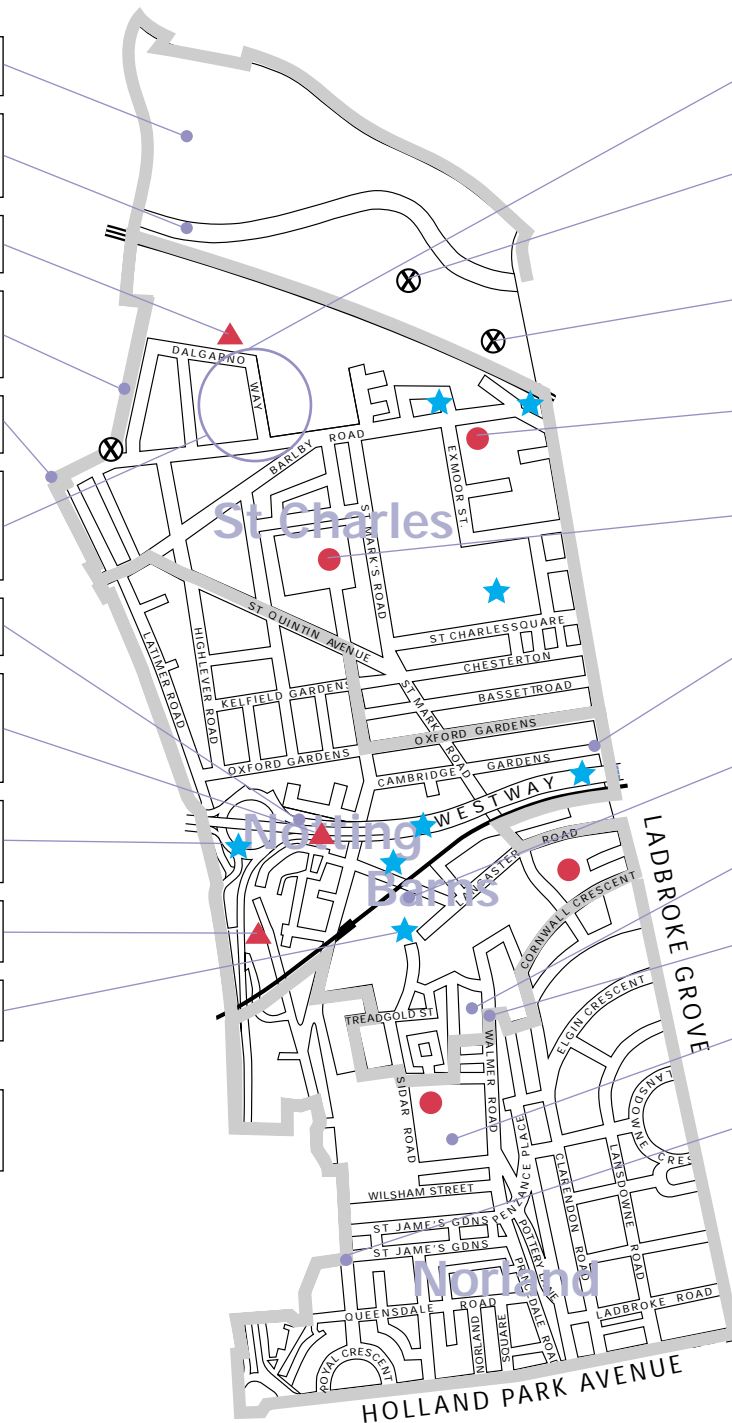 X
X
DALGARNO
WAY
X
BARLBY ROAD
EXMOOR ST.
St Charles
ST MARK'S ROAD
ST QUINTIN AVENUE
ST CHARLES SQUARE
LATIMER ROAD
HIGHLEVER ROAD
CHESTERTON
KELFIELD GARDENS
BASSET ROAD
ST MARK ROAD
OXFORD GARDENS
OXFORD GARDENS
CAMBRIDGE GARDENS
WESTWAY
Notting
Barns
LANCASTER ROAD
LADBROKE GROVE
CORNWALL CRESCENT
ELGIN CRESCENT
TREADGOLD ST
WALMER ROAD
SIDAR ROAD
LANSDOWNE CRES
PENZANCE PLACE
CLARENDON ROAD
LANSDOWNE ROAD
WILSHAM STREET
ST JAME'S GDNS
ST JAME'S GDNS
POTTERY LANE
PRINCEDALE ROAD
Norland
QUEENSDALE ROAD
NORLAND SQUARE
LADBROKE ROAD
ROYAL CRESCENT
HOLLAND PARK AVENUE